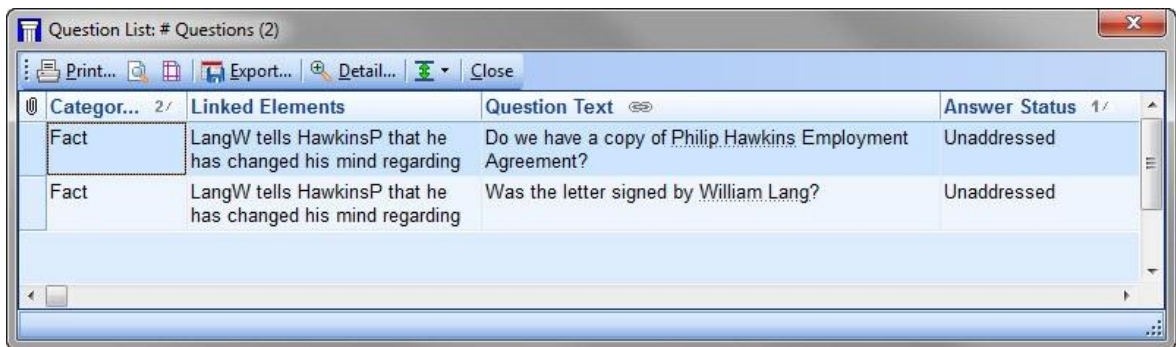 Question List: # Questions (2)
Print... Export... Detail... Close
Categor... 2/ Linked Elements Question Text Answer Status 1/
Fact LangW tells HawkinsP that he Do we have a copy of Philip Hawkins Employment Unaddressed
has changed his mind regarding Agreement?
Fact LangW tells HawkinsP that he Was the letter signed by William Lang? Unaddressed
has changed his mind regarding